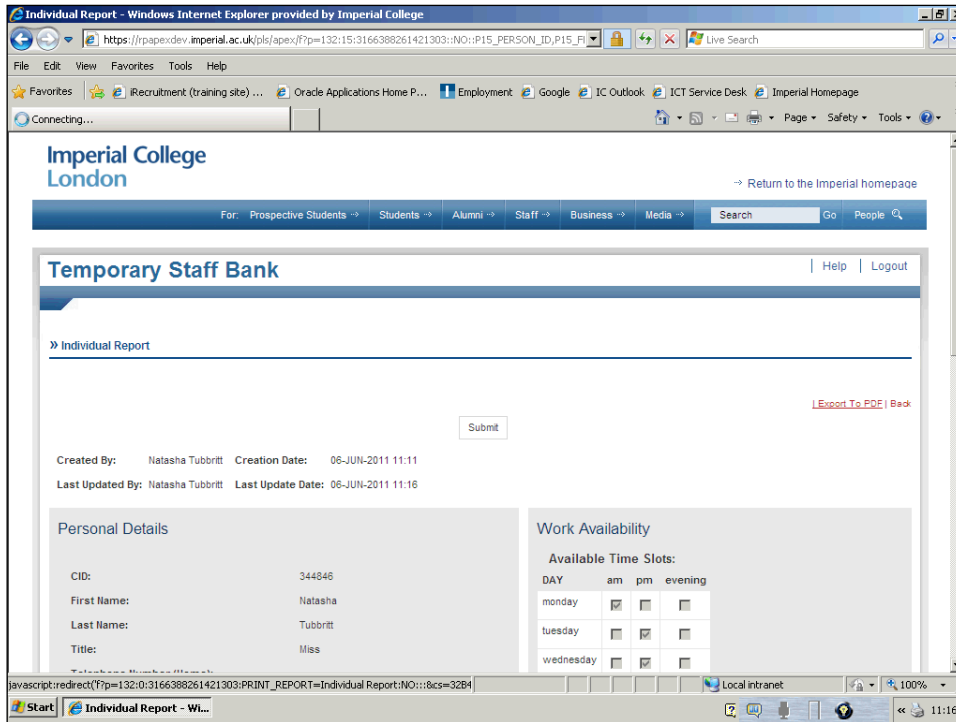 Individual Report - Windows Internet Explorer provided by Imperial College
https://rpapexdev.imperial.ac.uk/pls/apex/f?p=132:15:3166388261421303::NO::P15_PERSON_ID,P15_FI
Live Search
File Edit View Favorites Tools Help
Favorites iRecruitment (training site) ... Oracle Applications Home P... Employment Google IC Outlook ICT Service Desk Imperial Homepage
Connecting... Page Safety Tools
Imperial College
London
Return to the Imperial homepage
For: Prospective Students Students Alumni Staff Business Media Search Go People
Temporary Staff Bank
| Help | Logout
» Individual Report
| Export To PDF | Back
Submit
Created By: Natasha Tubbritt Creation Date: 06-JUN-2011 11:11
Last Updated By: Natasha Tubbritt Last Update Date: 06-JUN-2011 11:16
Personal Details
Work Availability
Available Time Slots:
CID: 344846
DAY am pm evening
First Name: Natasha
monday
Last Name: Tubbritt
tuesday
Title: Miss
wednesday
javascript:redirect('f?p=132:0:3166388261421303:PRINT_REPORT=Individual Report:NO:::&cs=32B4
Local intranet 100%
Start Individual Report - Wi... 11:16